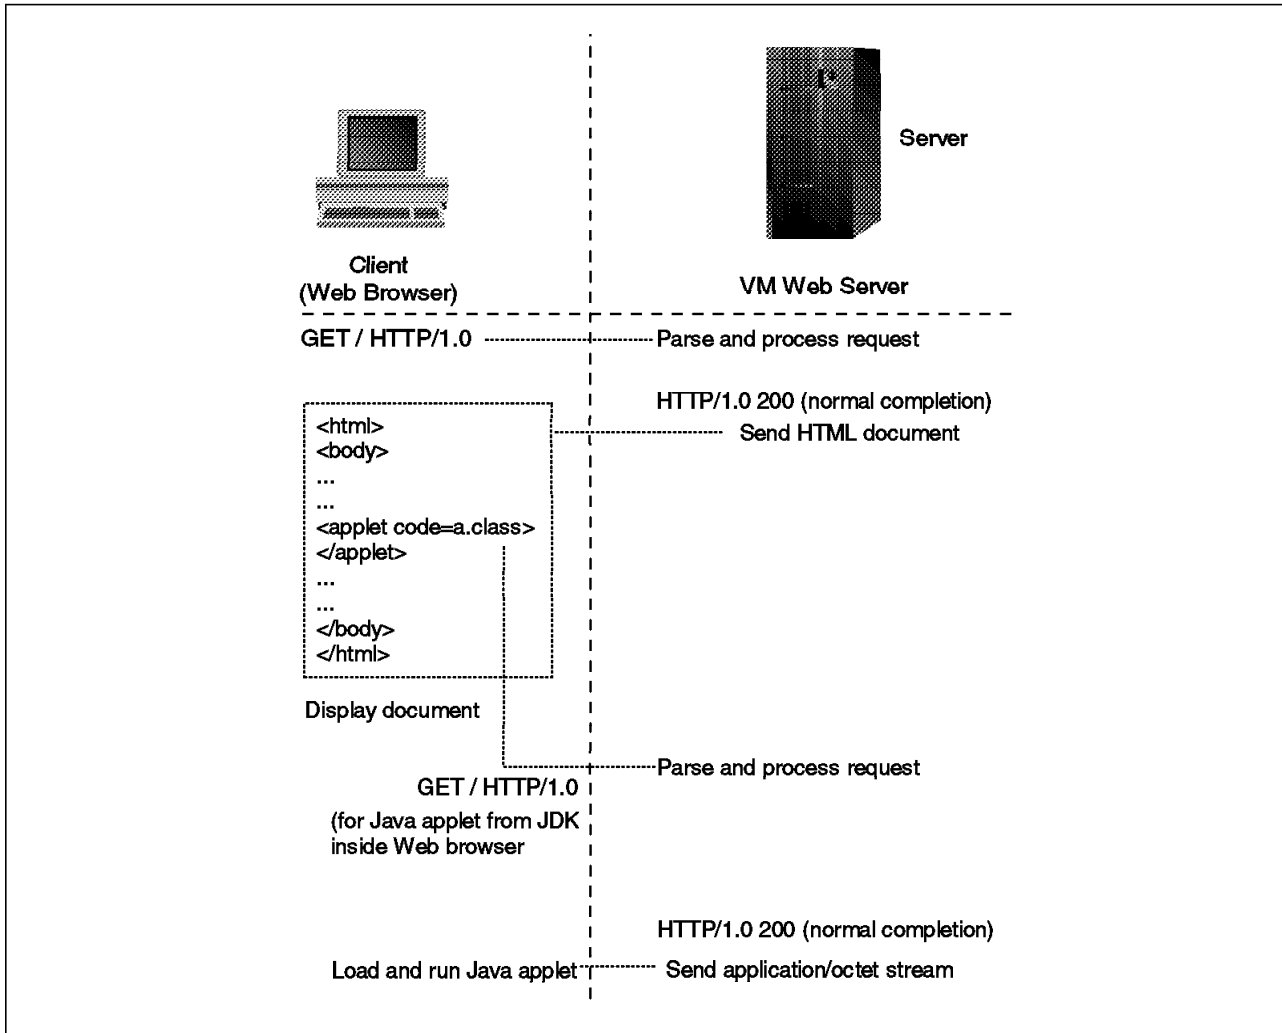 Server
Client
(Web Browser)
VM Web Server
GET / HTTP/1.0
Parse and process request
HTTP/1.0 200 (normal completion)
Send HTML document
<html>
<body>
...
...
<applet code=a.class>
</applet>
...
...
</body>
</html>
Display document
Parse and process request
GET / HTTP/1.0
(for Java applet from JDK
inside Web browser
HTTP/1.0 200 (normal completion)
Load and run Java applet
Send application/octet stream